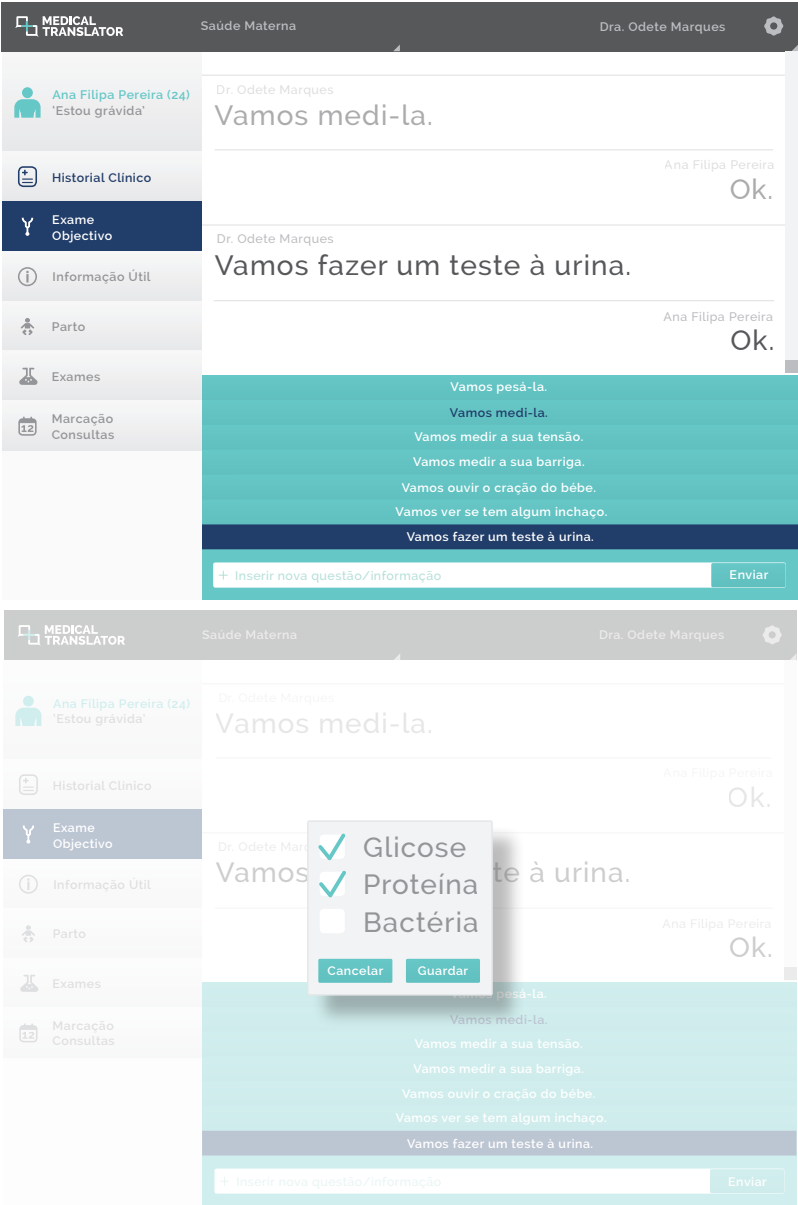 MEDICAL
TRANSLATOR
Saúde Materna
Dra. Odete Marques
Ana Filipa Pereira (24)
'Estou grávida'
Historial Clínico
Exame
Objectivo
Informação Útil
Parto
Exames
12
Marcação
Consultas
Dr. Odete Marques
Vamos medi-la.
Ana Filipa Pereira
Ok.
Dr. Odete Marques
Vamos fazer um teste à urina.
Ana Filipa Pereira
Ok.
Vamos pesá-la.
Vamos medi-la.
Vamos medir a sua tensão.
Vamos medir a sua barriga.
Vamos ouvir o cração do bébe.
Vamos ver se tem algum inchaço.
Vamos fazer um teste à urina.
+ Inserir nova questão/informação
Enviar
MEDICAL
TRANSLATOR
Saúde Materna
Dra. Odete Marques
Ana Filipa Pereira (24)
'Estou grávida'
Historial Clínico
Exame
Objectivo
Informação Útil
Parto
Exames
12
Marcação
Consultas
Dr. Odete Marques
Vamos medi-la.
Ana Filipa Pereira
Ok.
Dr. Odete
Vamos te à urina.
Ana Filipa Pereira
Ok.
Glicose
Proteína
Bactéria
Cancelar
Guardar
pesá-la.
Vamos medi-la.
Vamos medir a sua tensão.
Vamos medir a sua barriga.
Vamos ouvir o cração do bébe.
Vamos ver se tem algum inchaço.
Vamos fazer um teste à urina.
+ Inserir nova questão/informação
Enviar